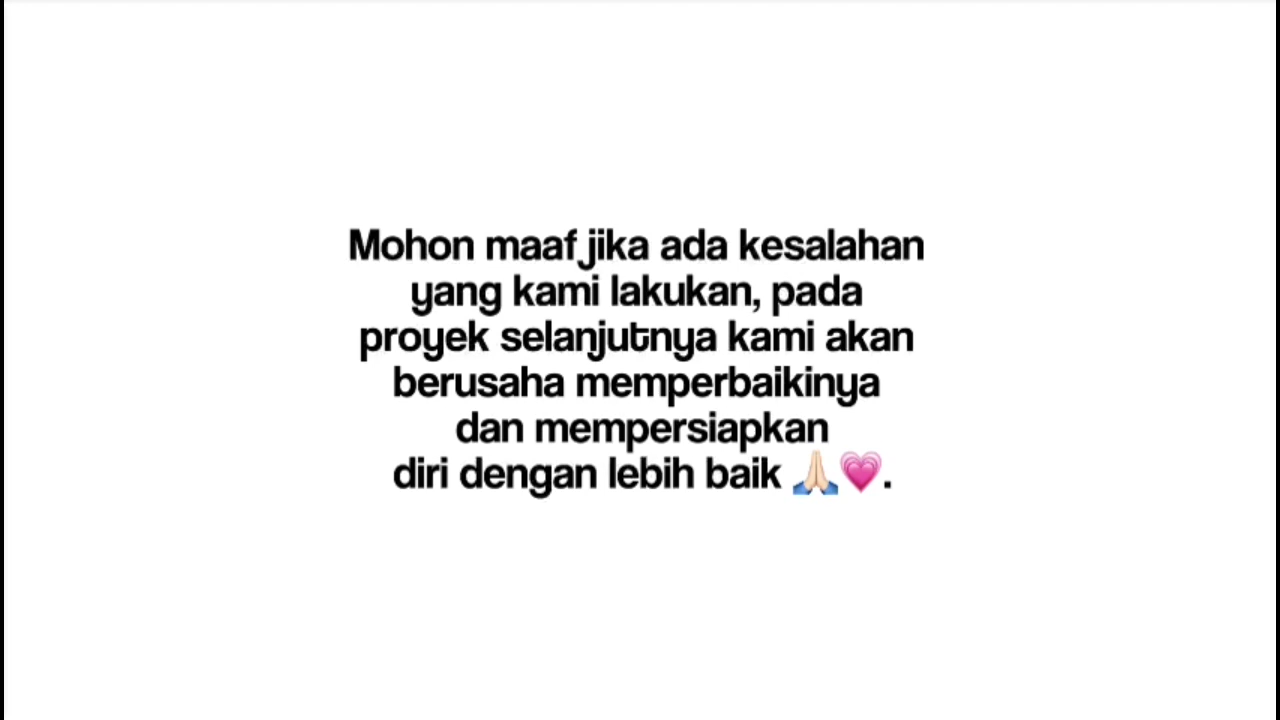 Mohon maaf jika ada kesalahan
yang kami lakukan, pada
proyek selanjutnya kami akan
berusaha memperbaikinya
dan mempersiapkan
diri dengan lebih baik 🙏🏻💗.